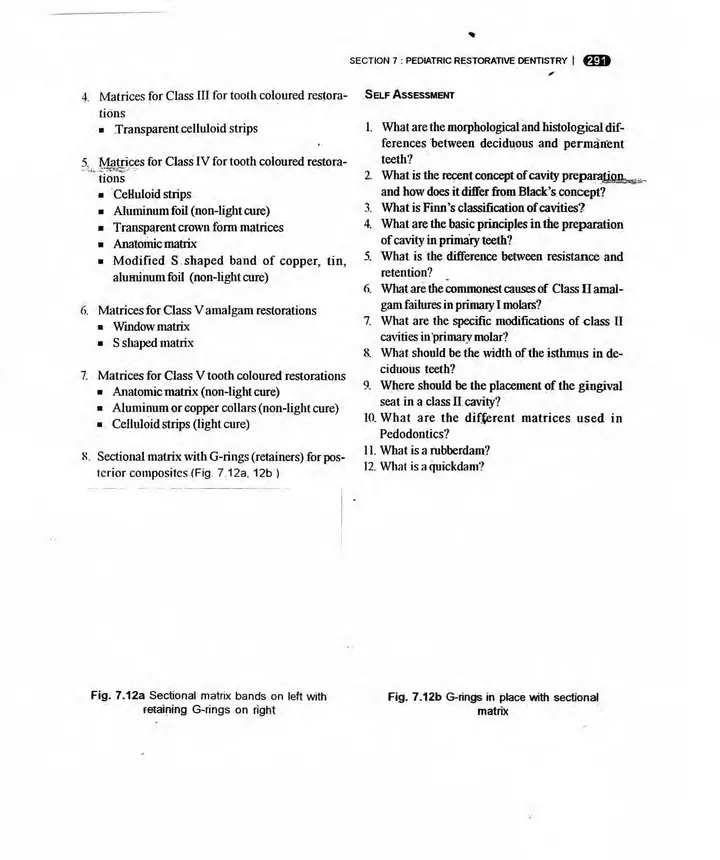 SECTION 7 : PEDIATRIC RESTORATIVE DENTISTRY | 291
4. Matrices for Class III for tooth coloured restora-
tions
■ Transparent celluloid strips
5. Matrices for Class IV for tooth coloured restora-
tions
■ Celluloid strips
■ Aluminum foil (non-light cure)
■ Transparent crown form matrices
■ Anatomic matrix
■ Modified S shaped band of copper, tin,
aluminum foil (non-light cure)
6. Matrices for Class V amalgam restorations
■ Window matrix
■ S shaped matrix
7. Matrices for Class V tooth coloured restorations
■ Anatomic matrix (non-light cure)
■ Aluminum or copper collars (non-light cure)
■ Celluloid strips (light cure)
8. Sectional matrix with G-rings (retainers) for pos-
terior composites (Fig. 7.12a, 12b )
SELF ASSESSMENT
1. What are the morphological and histological dif-
ferences between deciduous and permanent
teeth?
2. What is the recent concept of cavity preparation
and how does it differ from Black's concept?
3. What is Finn's classification of cavities?
4. What are the basic principles in the preparation
of cavity in primary teeth?
5. What is the difference between resistance and
retention?
6. What are the commonest causes of Class II amal-
gam failures in primary I molars?
7. What are the specific modifications of class II
cavities in primary molar?
8. What should be the width of the isthmus in de-
ciduous teeth?
9. Where should be the placement of the gingival
seat in a class II cavity?
10. What are the different matrices used in
Pedodontics?
11. What is a rubberdam?
12. What is a quickdam?
Fig. 7.12a Sectional matrix bands on left with
retaining G-rings on right
Fig. 7.12b G-rings in place with sectional
matrix